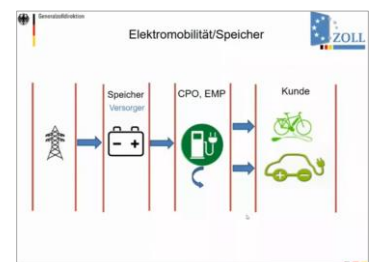 Generalzolldirektion
Elektromobilität/Speicher
ZOLL
Speicher
Versorger
CPO, EMP
Kunde